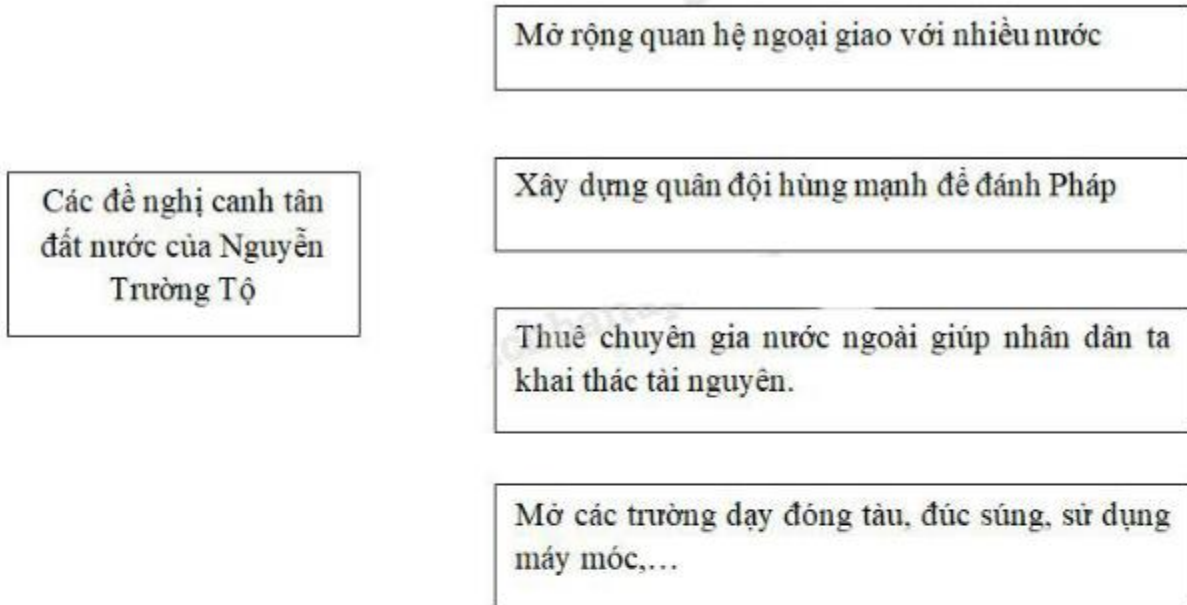 Mở rộng quan hệ ngoại giao với nhiều nước
Các đề nghị canh tân
đất nước của Nguyễn
Trường Tộ
Xây dựng quân đội hùng mạnh để đánh Pháp
Thuê chuyên gia nước ngoài giúp nhân dân ta
khai thác tài nguyên.
Mở các trường dạy đóng tàu, đúc súng, sử dụng
máy móc,…